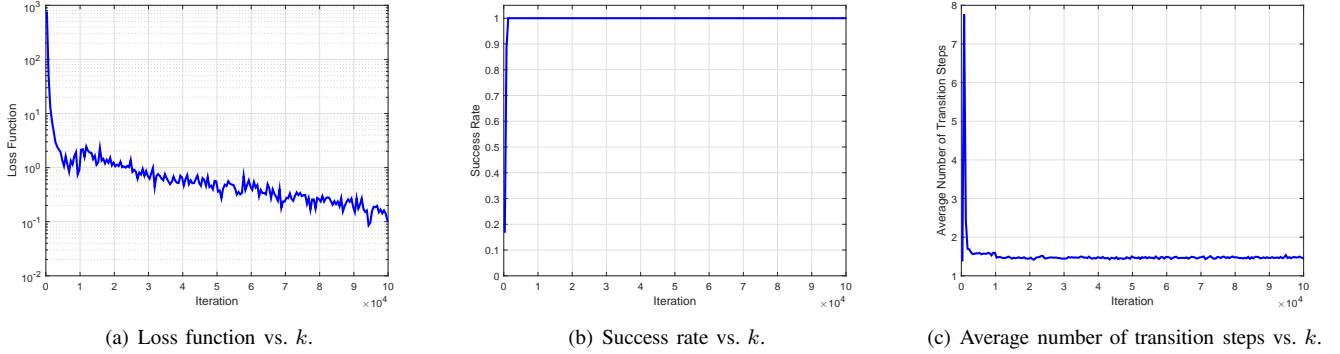 10^3
10^2
10^1
10^0
10^-1
10^-2
Loss Function
0 1 2 3 4 5 6 7 8 9 10
Iteration
×10^4
(a) Loss function vs. k.
1
0.9
0.8
0.7
0.6
0.5
0.4
0.3
0.2
0.1
0
Success Rate
0 1 2 3 4 5 6 7 8 9 10
Iteration
×10^4
(b) Success rate vs. k.
8
7
6
5
4
3
2
1
Average Number of Transition Steps
0 1 2 3 4 5 6 7 8 9 10
Iteration
×10^4
(c) Average number of transition steps vs. k.